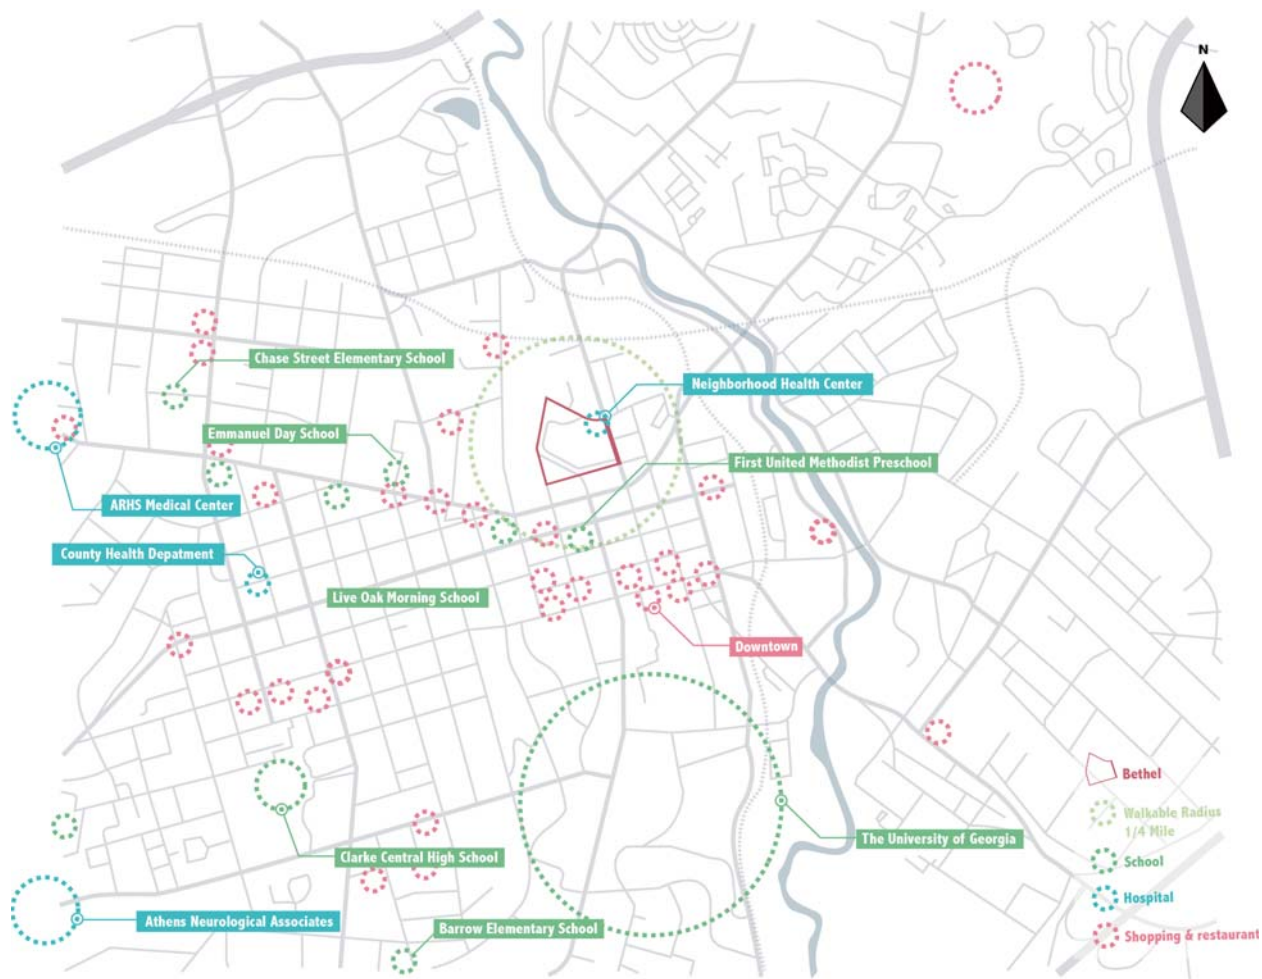 N
Chase Street Elementary School
Neighborhood Health Center
Emmanuel Day School
First United Methodist Preschool
ARHS Medical Center
County Health Depatment
Live Oak Morning School
Downtown
Bethel
Walkable Radius
1/4 Mile
The University of Georgia
Clarke Central High School
School
Hospital
Athens Neurological Associates
Barrow Elementary School
Shopping & restaurant